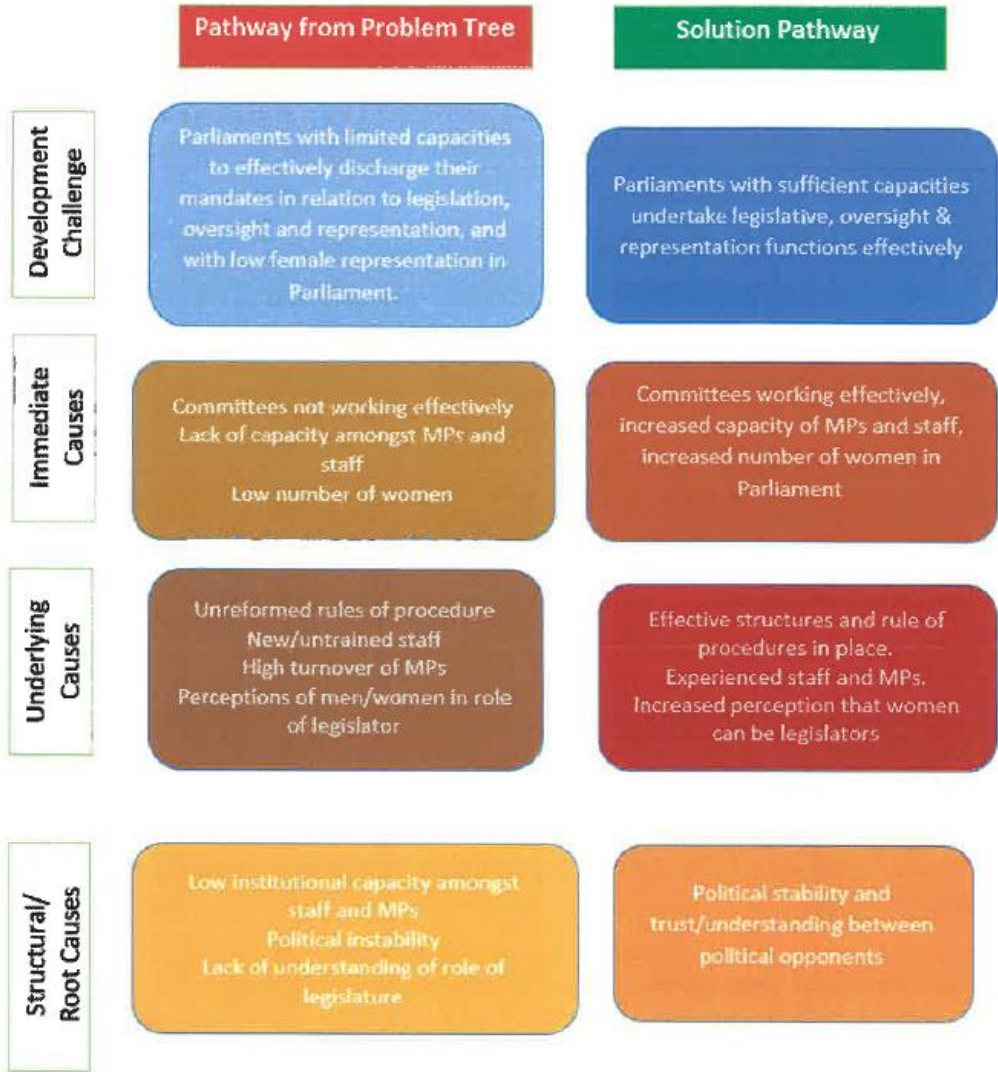 Pathway from Problem Tree
Solution Pathway
Development
Challenge
Parliaments with limited capacities
to effectively discharge their
mandates in relation to legislation,
oversight and representation, and
with low female representation in
Parliament.
Parliaments with sufficient capacities
undertake legislative, oversight &
representation functions effectively
Immediate
Causes
Committees not working effectively
Lack of capacity amongst MPs and
staff
Low number of women
Committees working effectively,
increased capacity of MPs and staff,
increased number of women in
Parliament
Underlying
Causes
Unreformed rules of procedure
New/untrained staff
High turnover of MPs
Perceptions of men/women in role
of legislator
Effective structures and rule of
procedures in place.
Experienced staff and MPs.
Increased perception that women
can be legislators
Structural/
Root Causes
Low institutional capacity amongst
staff and MPs
Political instability
Lack of understanding of role of
legislature
Political stability and
trust/understanding between
political opponents